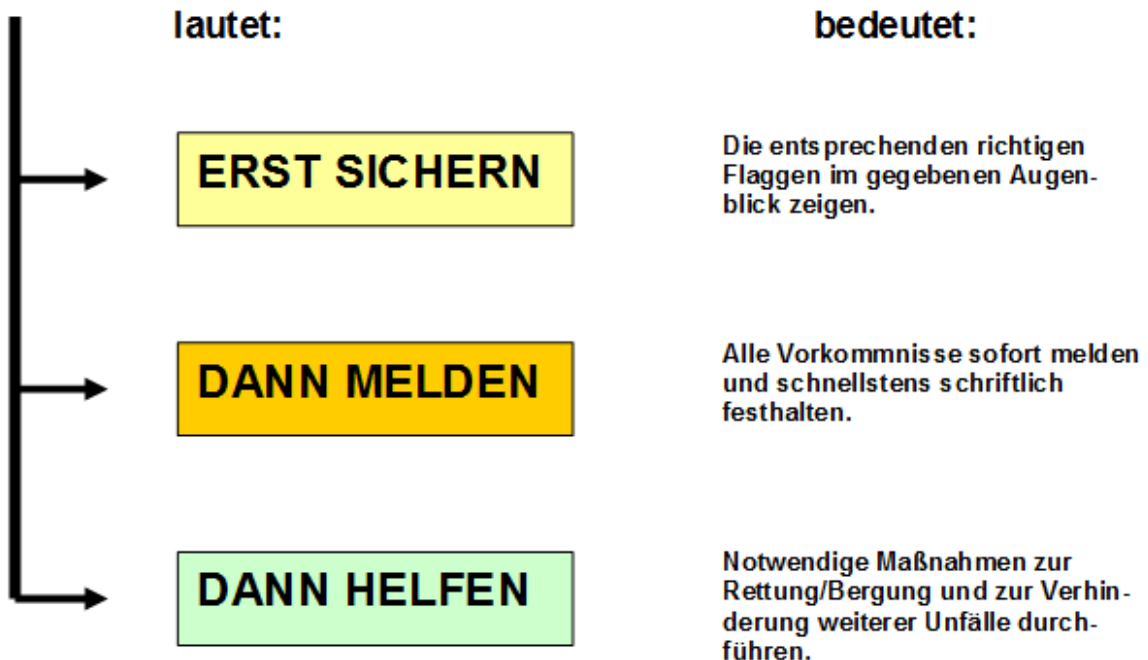 lautet:
bedeutet:
ERST SICHERN
Die entsprechenden richtigen
Flaggen im gegebenen Augen-
blick zeigen.
DANN MELDEN
Alle Vorkommnisse sofort melden
und schnellstens schriftlich
festhalten.
DANN HELFEN
Notwendige Maßnahmen zur
Rettung/Bergung und zur Verhin-
derung weiterer Unfälle durch-
führen.